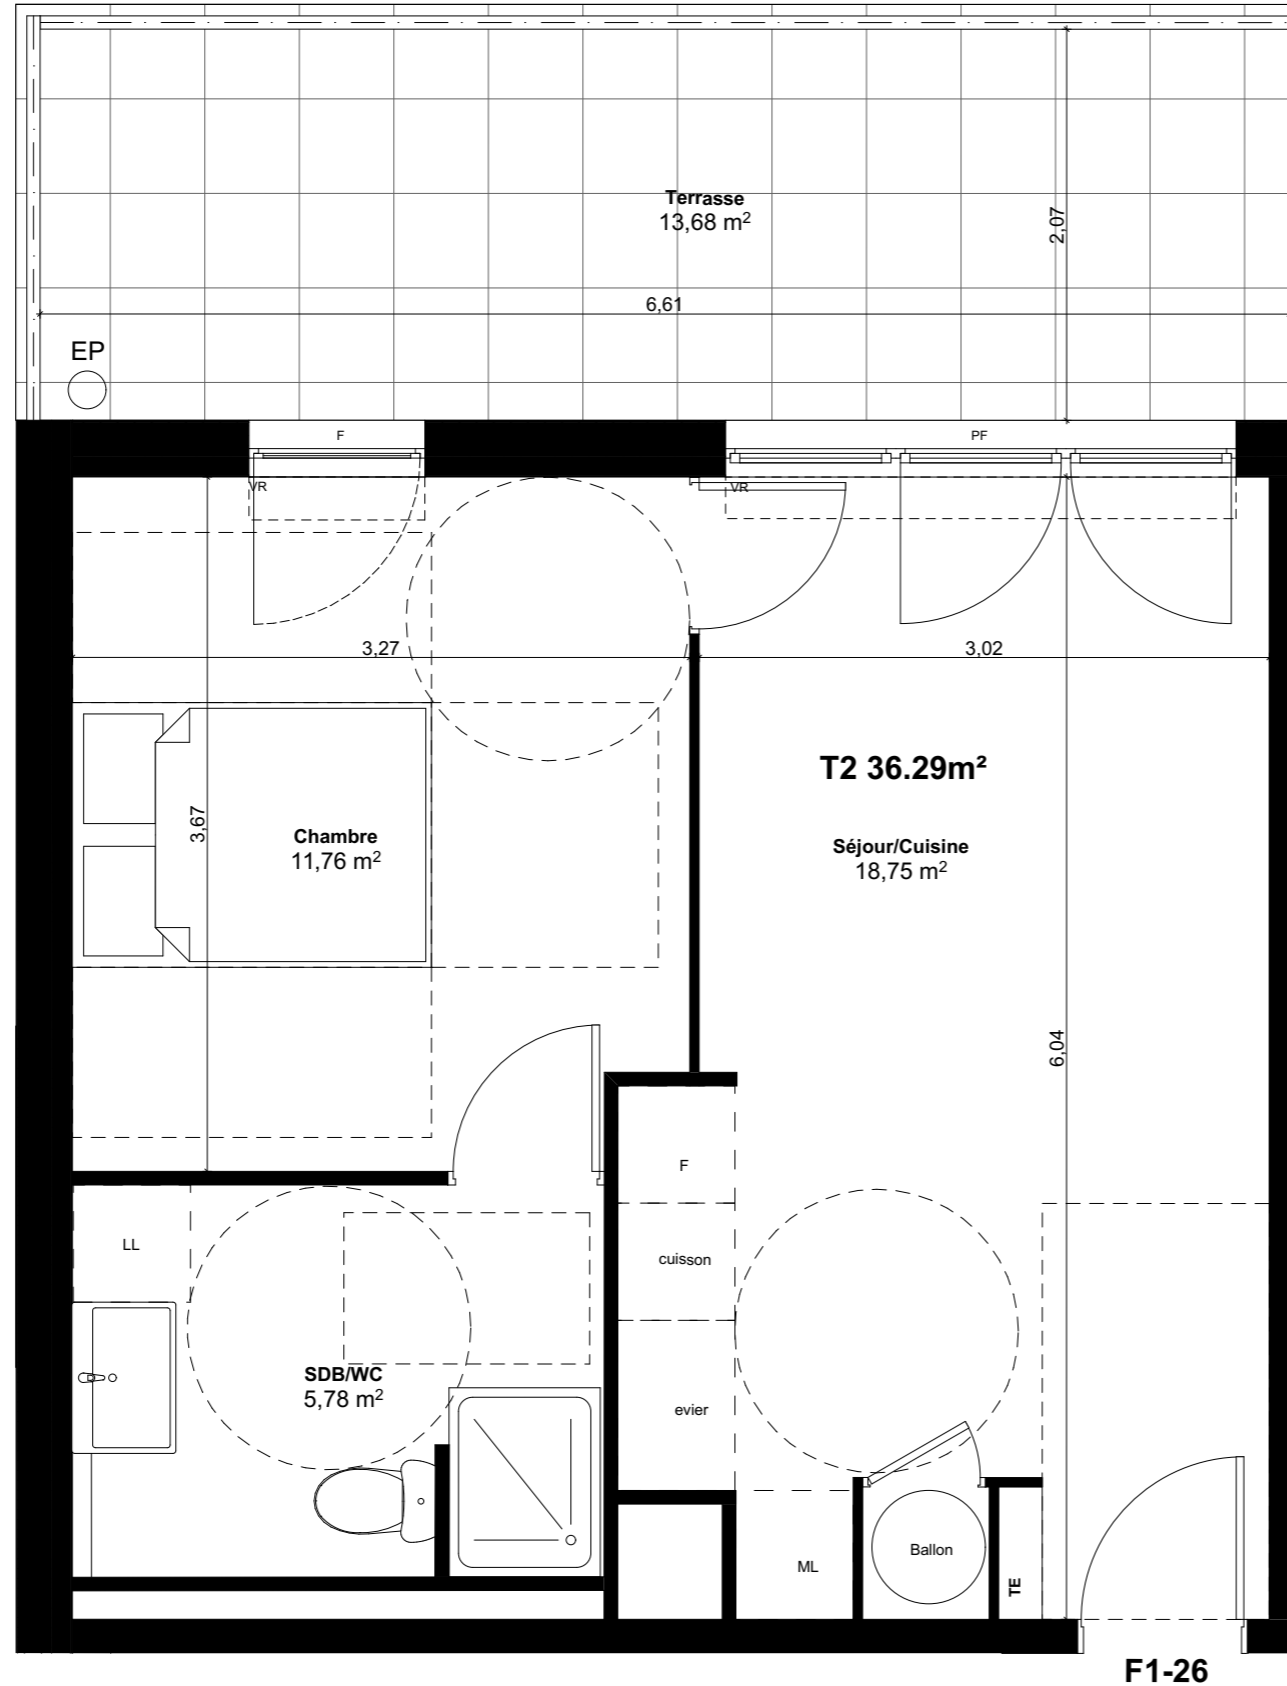 Terrasse
13,68 m²
2,07
6,61
EP
F
PF
VR
VR
3,27
3,02
T2 36.29m²
3,67
Chambre
11,76 m²
Séjour/Cuisine
18,75 m²
6,04
F
LL
cuisson
SDB/WC
5,78 m²
evier
Ballon
ML
TE
F1-26